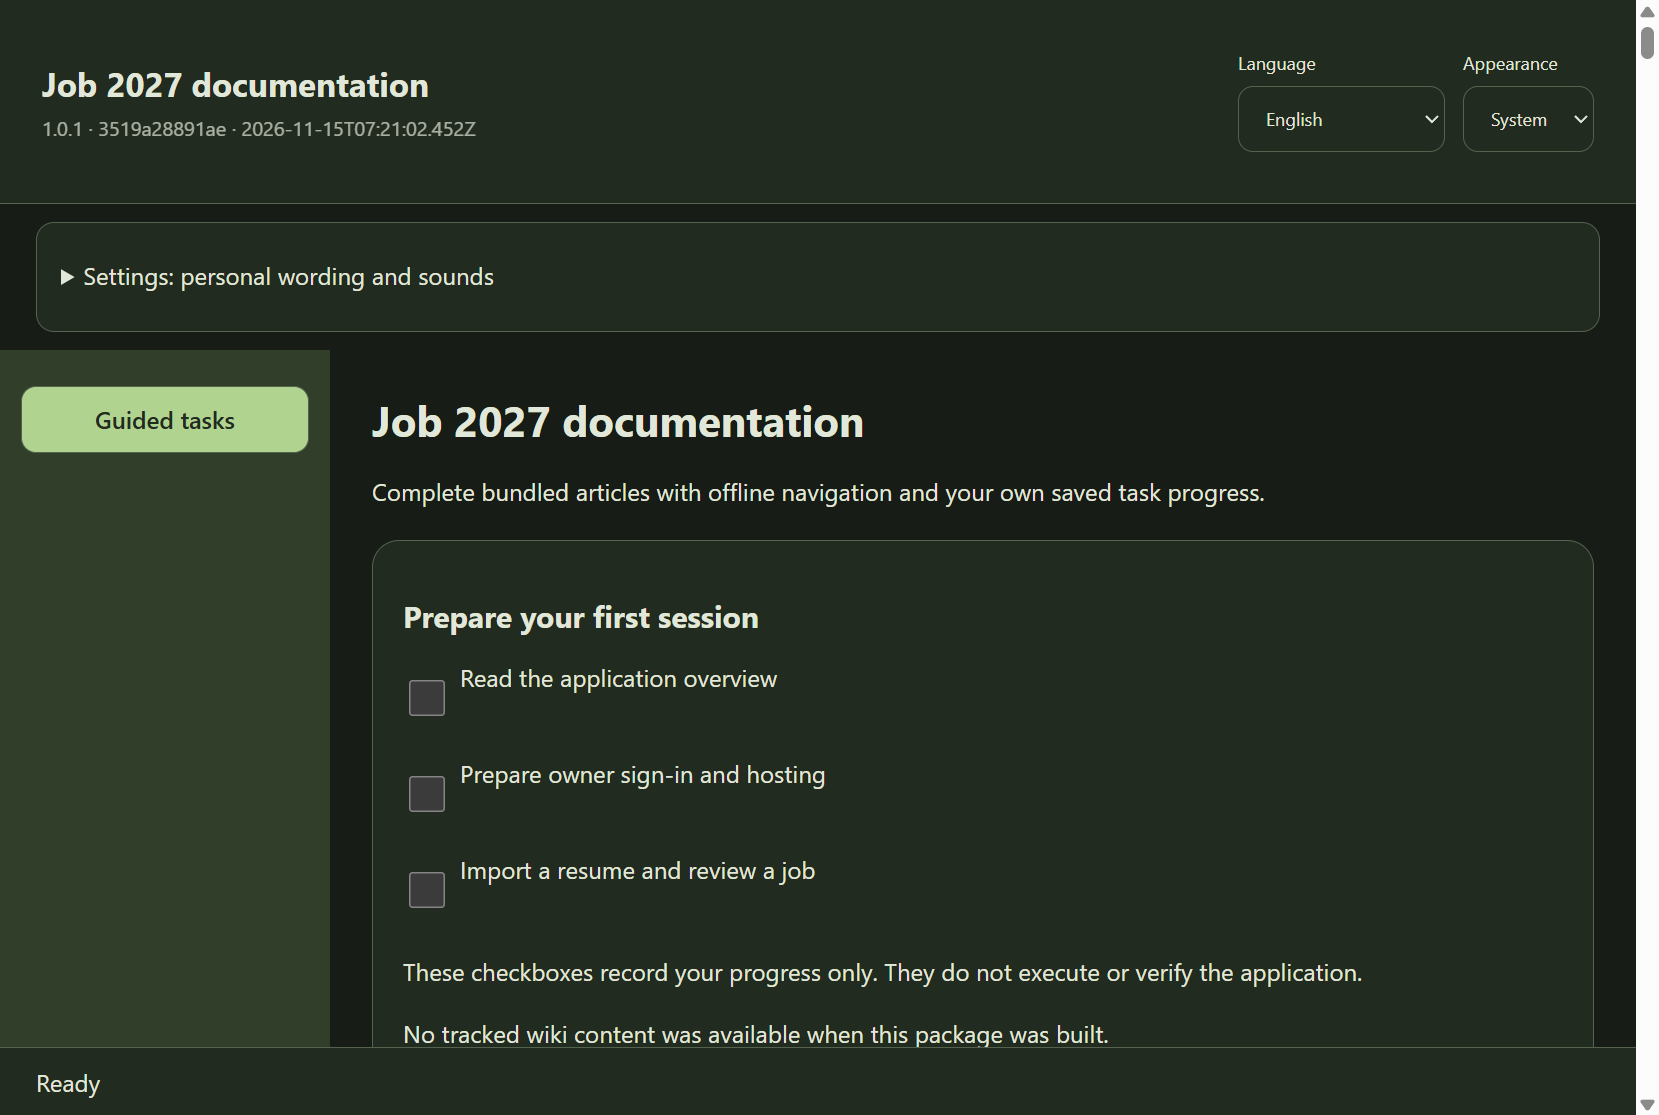 Job 2027 documentation
1.0.1 · 3519a28891ae · 2026-11-15T07:21:02.452Z
Language
English
Appearance
System
Settings: personal wording and sounds
Guided tasks
Job 2027 documentation
Complete bundled articles with offline navigation and your own saved task progress.
Prepare your first session
Read the application overview
Prepare owner sign-in and hosting
Import a resume and review a job
These checkboxes record your progress only. They do not execute or verify the application.
No tracked wiki content was available when this package was built.
Ready